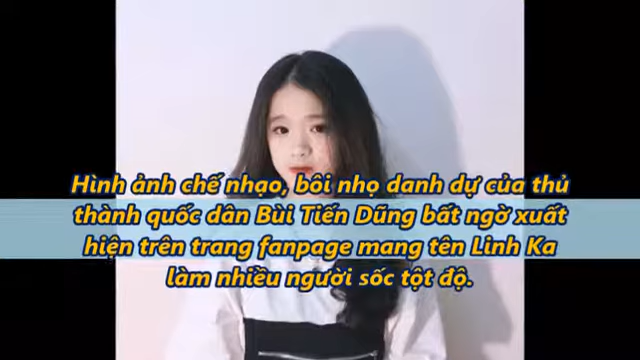 Hình ảnh chế nhạo, bôi nhọ danh dự của thủ
thành quốc dân Bùi Tiến Dũng bất ngờ xuất
hiện trên trang fanpage mang tên Linh Ka
làm nhiều người sốc tột độ.